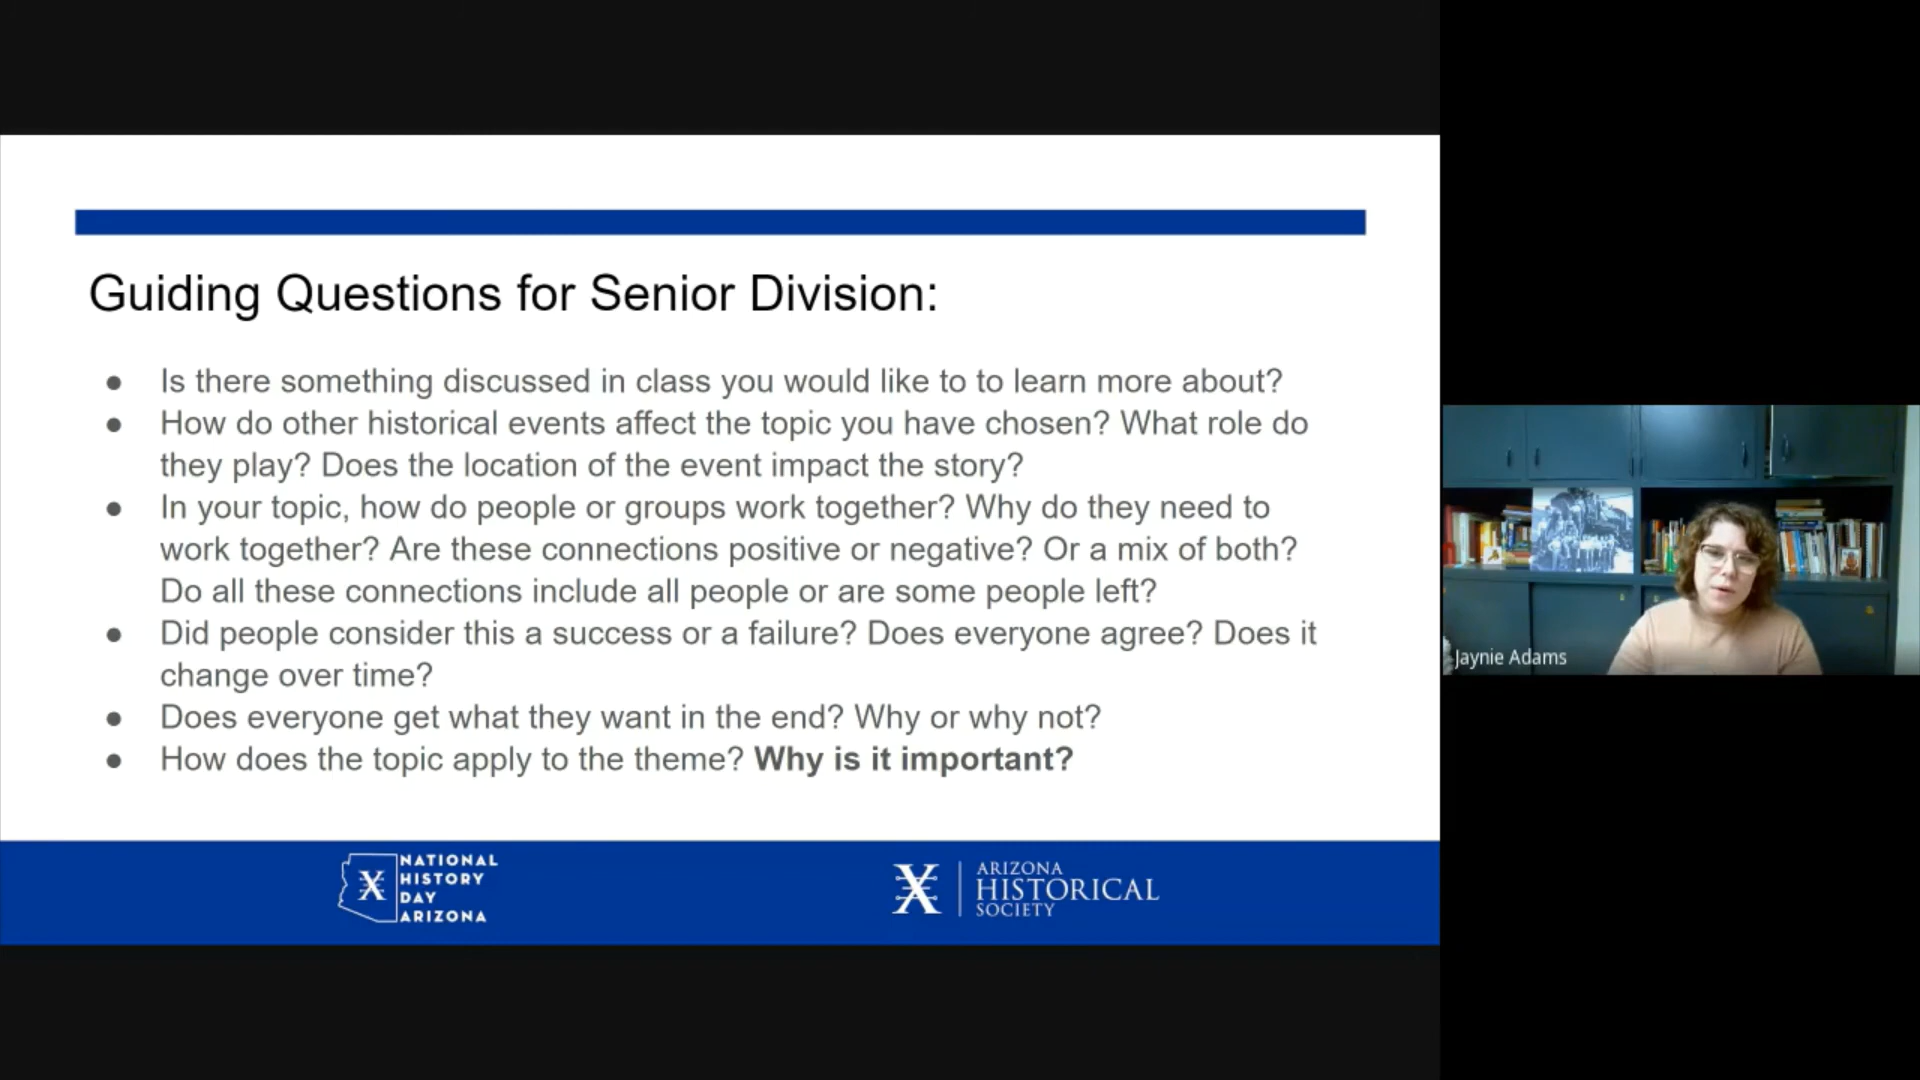 Guiding Questions for Senior Division:
● Is there something discussed in class you would like to to learn more about?
● How do other historical events affect the topic you have chosen? What role do
they play? Does the location of the event impact the story?
● In your topic, how do people or groups work together? Why do they need to
work together? Are these connections positive or negative? Or a mix of both?
Do all these connections include all people or are some people left?
● Did people consider this a success or a failure? Does everyone agree? Does it
change over time?
● Does everyone get what they want in the end? Why or why not?
● How does the topic apply to the theme? Why is it important?
NATIONAL
HISTORY
DAY
ARIZONA
ARIZONA
HISTORICAL
SOCIETY
Jaynie Adams